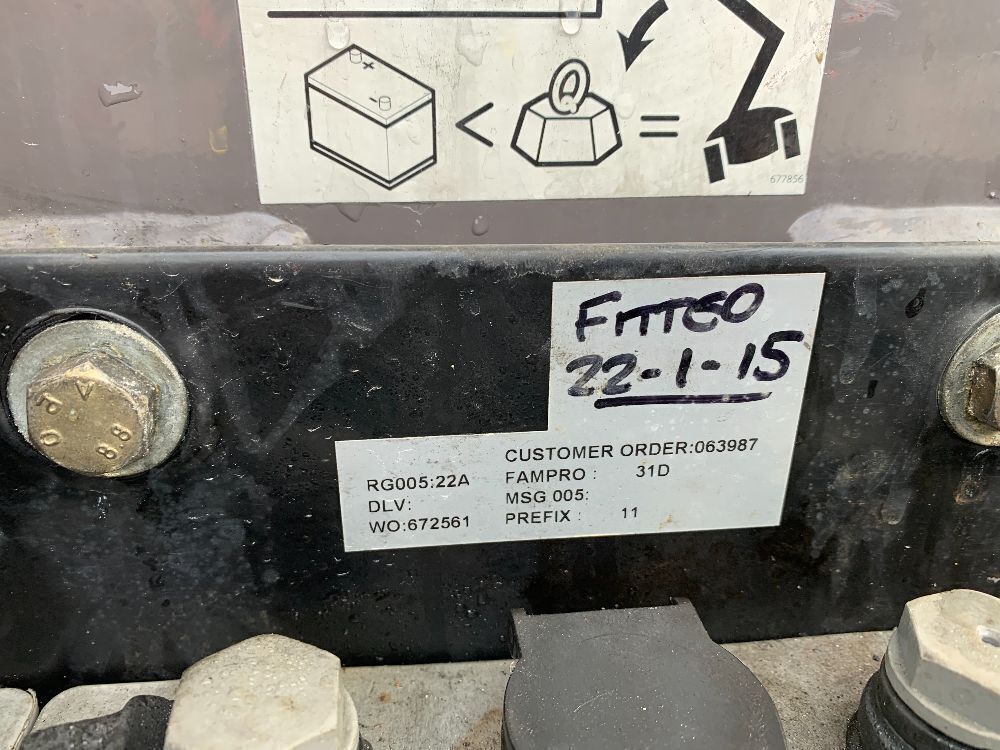 +
-
< Q =
677856
FITTED
22-1-15
CUSTOMER ORDER:063987
RG005:22A FAMPRO : 31D
DLV: MSG 005:
WO:672561 PREFIX : 11
8.8